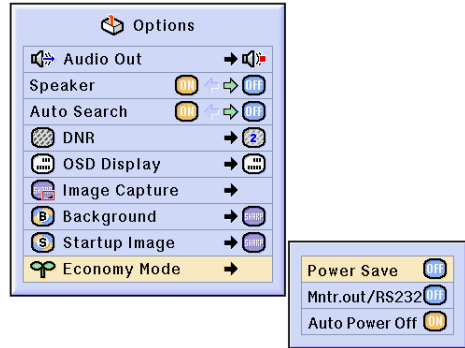 Options
Audio Out
Speaker ON OFF
Auto Search ON OFF
DNR 2
OSD Display
Image Capture SHARP
B Background SHARP
S Startup Image SHARP
Economy Mode
Power Save OFF
Mntr.out/RS232 OFF
Auto Power Off ON